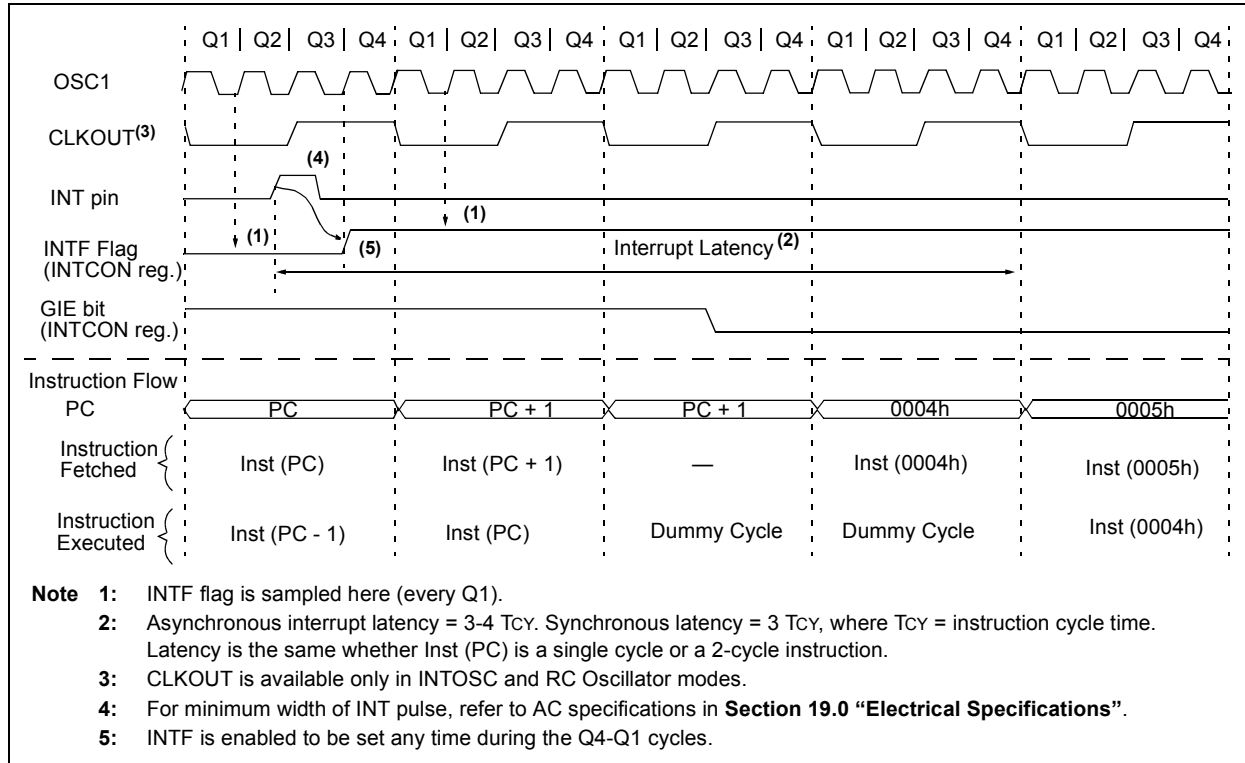 Q1 | Q2 | Q3 | Q4 Q1 | Q2 | Q3 | Q4 Q1 | Q2 | Q3 | Q4 Q1 | Q2 | Q3 | Q4 Q1 | Q2 | Q3 | Q4
OSC1
CLKOUT(3)
(4)
INT pin
(1)
(1)
(5)
INTF Flag
(INTCON reg.)
Interrupt Latency(2)
GIE bit
(INTCON reg.)
Instruction Flow
PC PC PC + 1 PC + 1 0004h 0005h
Instruction
Fetched
Inst (PC) Inst (PC + 1) — Inst (0004h) Inst (0005h)
Instruction
Executed
Inst (PC - 1) Inst (PC) Dummy Cycle Dummy Cycle Inst (0004h)
Note 1: INTF flag is sampled here (every Q1).
2: Asynchronous interrupt latency = 3-4 TCY. Synchronous latency = 3 TCY, where TCY = instruction cycle time.
Latency is the same whether Inst (PC) is a single cycle or a 2-cycle instruction.
3: CLKOUT is available only in INTOSC and RC Oscillator modes.
4: For minimum width of INT pulse, refer to AC specifications in Section 19.0 “Electrical Specifications”.
5: INTF is enabled to be set any time during the Q4-Q1 cycles.